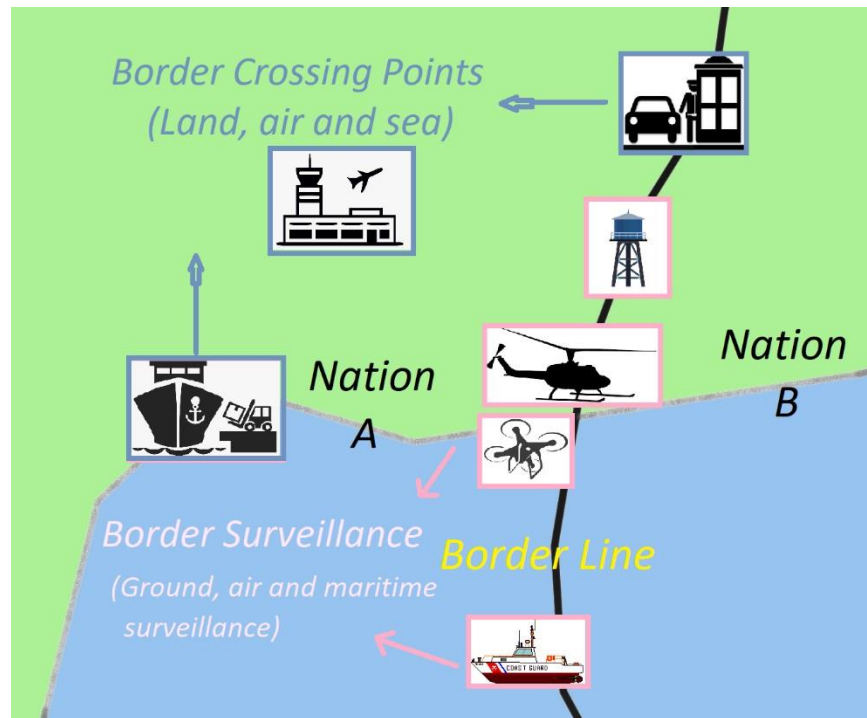 Border Crossing Points
(Land, air and sea)
Nation
A
Nation
B
Border Surveillance
(Ground, air and maritime
surveillance)
Border Line
COAST GUARD